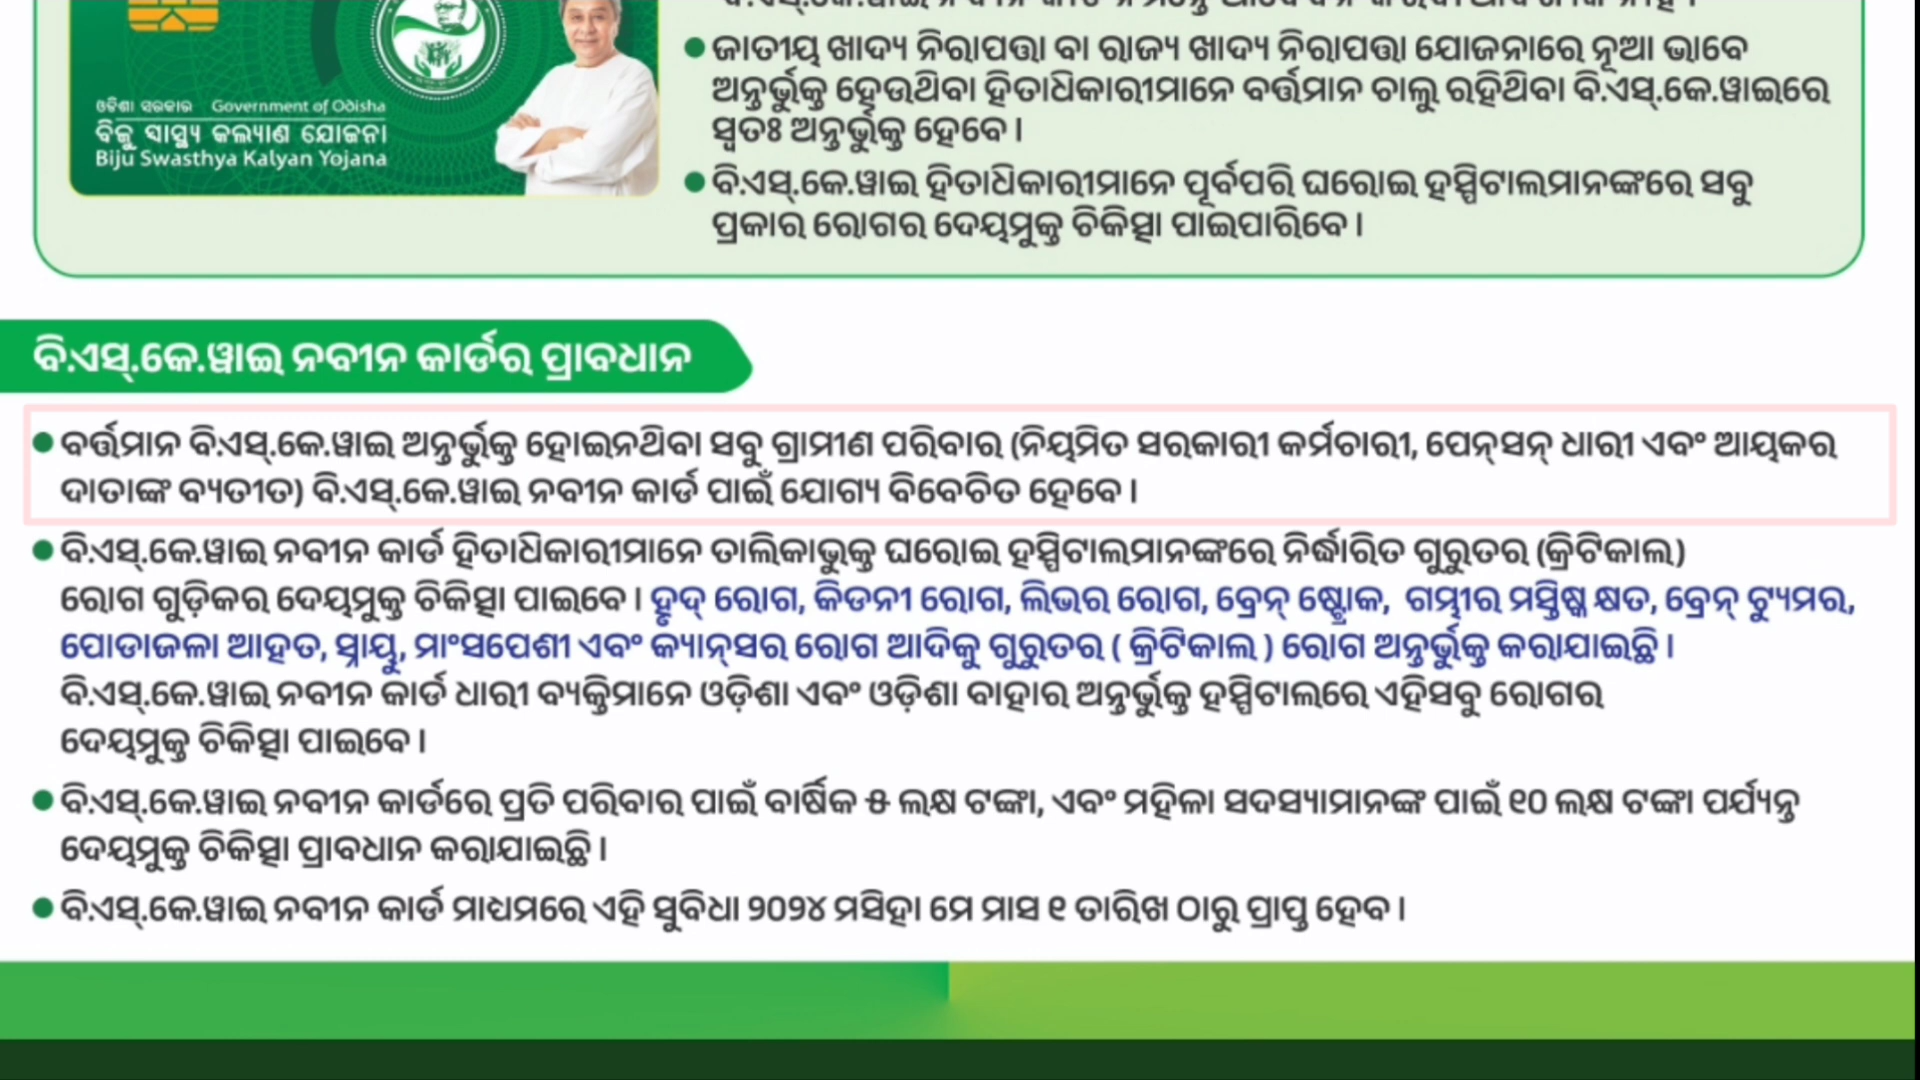 ଓଡ଼ିଶା ସରକାର Government of Odisha
ବିଜୁ ସ୍ୱାସ୍ଥ୍ୟ କଲ୍ୟାଣ ଯୋଜନା
Biju Swasthya Kalyan Yojana
ଜାତୀୟ ଖାଦ୍ୟ ନିରାପତ୍ତା ବା ରାଜ୍ୟ ଖାଦ୍ୟ ନିରାପତ୍ତା ଯୋଜନାରେ ନୂଆ ଭାବେ
ଅନ୍ତର୍ଭୁକ୍ତ ହେଉଥିବା ହିତାଧିକାରୀମାନେ ବର୍ତ୍ତମାନ ଚାଲୁ ରହିଥିବା ବି.ଏସ୍.କେ.ୱାଇରେ
ସ୍ୱତଃ ଅନ୍ତର୍ଭୁକ୍ତ ହେବେ ।
ବି.ଏସ୍.କେ.ୱାଇ ହିତାଧିକାରୀମାନେ ପୂର୍ବପରି ଘରୋଇ ହସ୍ପିଟାଲମାନଙ୍କରେ ସବୁ
ପ୍ରକାର ରୋଗର ଦେୟମୁକ୍ତ ଚିକିତ୍ସା ପାଇପାରିବେ ।
ବି.ଏସ୍.କେ.ୱାଇ ନବୀନ କାର୍ଡର ପ୍ରାବଧାନ
ବର୍ତ୍ତମାନ ବି.ଏସ୍.କେ.ୱାଇ ଅନ୍ତର୍ଭୁକ୍ତ ହୋଇନଥିବା ସବୁ ଗ୍ରାମୀଣ ପରିବାର (ନିୟମିତ ସରକାରୀ କର୍ମଚାରୀ, ପେନ୍‌ସନ୍ ଧାରୀ ଏବଂ ଆୟକର
ଦାତାଙ୍କ ବ୍ୟତୀତ) ବି.ଏସ୍.କେ.ୱାଇ ନବୀନ କାର୍ଡ ପାଇଁ ଯୋଗ୍ୟ ବିବେଚିତ ହେବେ ।
ବି.ଏସ୍.କେ.ୱାଇ ନବୀନ କାର୍ଡ ହିତାଧିକାରୀମାନେ ତାଲିକାଭୁକ୍ତ ଘରୋଇ ହସ୍ପିଟାଲମାନଙ୍କରେ ନିର୍ଦ୍ଧାରିତ ଗୁରୁତର (କ୍ରିଟିକାଲ)
ରୋଗ ଗୁଡ଼ିକର ଦେୟମୁକ୍ତ ଚିକିତ୍ସା ପାଇବେ । ହୃଦ୍ ରୋଗ, କିଡନୀ ରୋଗ, ଲିଭର ରୋଗ, ବ୍ରେନ୍ ଷ୍ଟ୍ରୋକ, ଗମ୍ଭୀର ମସ୍ତିଷ୍କ କ୍ଷତ, ବ୍ରେନ୍ ଟ୍ୟୁମର,
ପୋଡାଜଳା ଆହତ, ସ୍ନାୟୁ, ମାଂସପେଶୀ ଏବଂ କ୍ୟାନ୍‌ସର ରୋଗ ଆଦିକୁ ଗୁରୁତର ( କ୍ରିଟିକାଲ ) ରୋଗ ଅନ୍ତର୍ଭୁକ୍ତ କରାଯାଇଛି ।
ବି.ଏସ୍.କେ.ୱାଇ ନବୀନ କାର୍ଡ ଧାରୀ ବ୍ୟକ୍ତିମାନେ ଓଡ଼ିଶା ଏବଂ ଓଡ଼ିଶା ବାହାର ଅନ୍ତର୍ଭୁକ୍ତ ହସ୍ପିଟାଲରେ ଏହିସବୁ ରୋଗର
ଦେୟମୁକ୍ତ ଚିକିତ୍ସା ପାଇବେ ।
ବି.ଏସ୍.କେ.ୱାଇ ନବୀନ କାର୍ଡରେ ପ୍ରତି ପରିବାର ପାଇଁ ବାର୍ଷିକ ୫ ଲକ୍ଷ ଟଙ୍କା, ଏବଂ ମହିଳା ସଦସ୍ୟାମାନଙ୍କ ପାଇଁ ୧୦ ଲକ୍ଷ ଟଙ୍କା ପର୍ଯ୍ୟନ୍ତ
ଦେୟମୁକ୍ତ ଚିକିତ୍ସା ପ୍ରାବଧାନ କରାଯାଇଛି ।
ବି.ଏସ୍.କେ.ୱାଇ ନବୀନ କାର୍ଡ ମାଧ୍ୟମରେ ଏହି ସୁବିଧା ୨୦୨୪ ମସିହା ମେ ମାସ ୧ ତାରିଖ ଠାରୁ ପ୍ରାପ୍ତ ହେବ ।